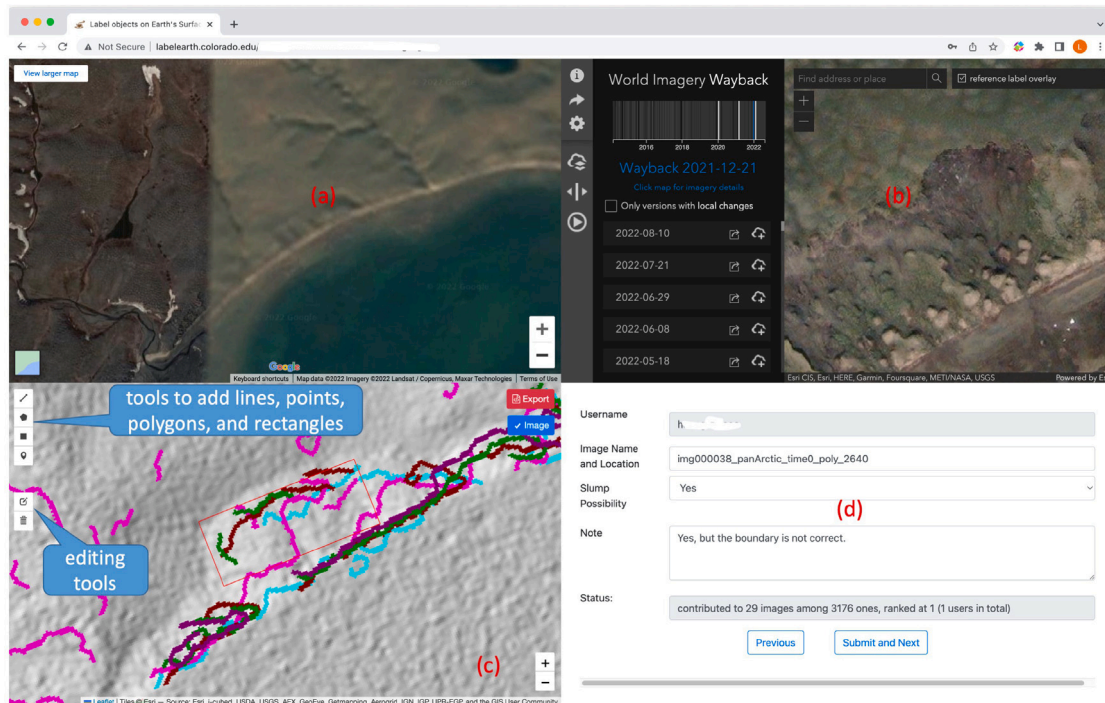 Label objects on Earth's Surfac
Not Secure | labelearth.colorado.edu/
View larger map
(a)
© 2022 Google
Google
Keyboard shortcuts
Map data ©2022 Imagery ©2022 Landsat / Copernicus, Maxar Technologies
Terms of Use
World Imagery Wayback
2016 2018 2020 2022
Wayback 2021-12-21
Click map for imagery details
Only versions with local changes
2022-08-10
2022-07-21
2022-06-29
2022-06-08
2022-05-18
Find address or place
reference label overlay
(b)
Esri CIS, Esri, HERE, Garmin, Foursquare, METI/NASA, USGS
Powered by Es
tools to add lines, points,
polygons, and rectangles
Export
Image
editing
tools
(c)
Leaflet | Tiles © Esri — Source: Esri, i-cubed, USDA, USGS, AEX, GeoEye, Getmapping, Aerogrid, IGN, IGP, UPR-EGP, and the GIS User Community
Username
h
Image Name
and Location
img000038_panArctic_time0_poly_2640
Slump
Possibility
Yes
(d)
Note
Yes, but the boundary is not correct.
Status:
contributed to 29 images among 3176 ones, ranked at 1 (1 users in total)
Previous
Submit and Next